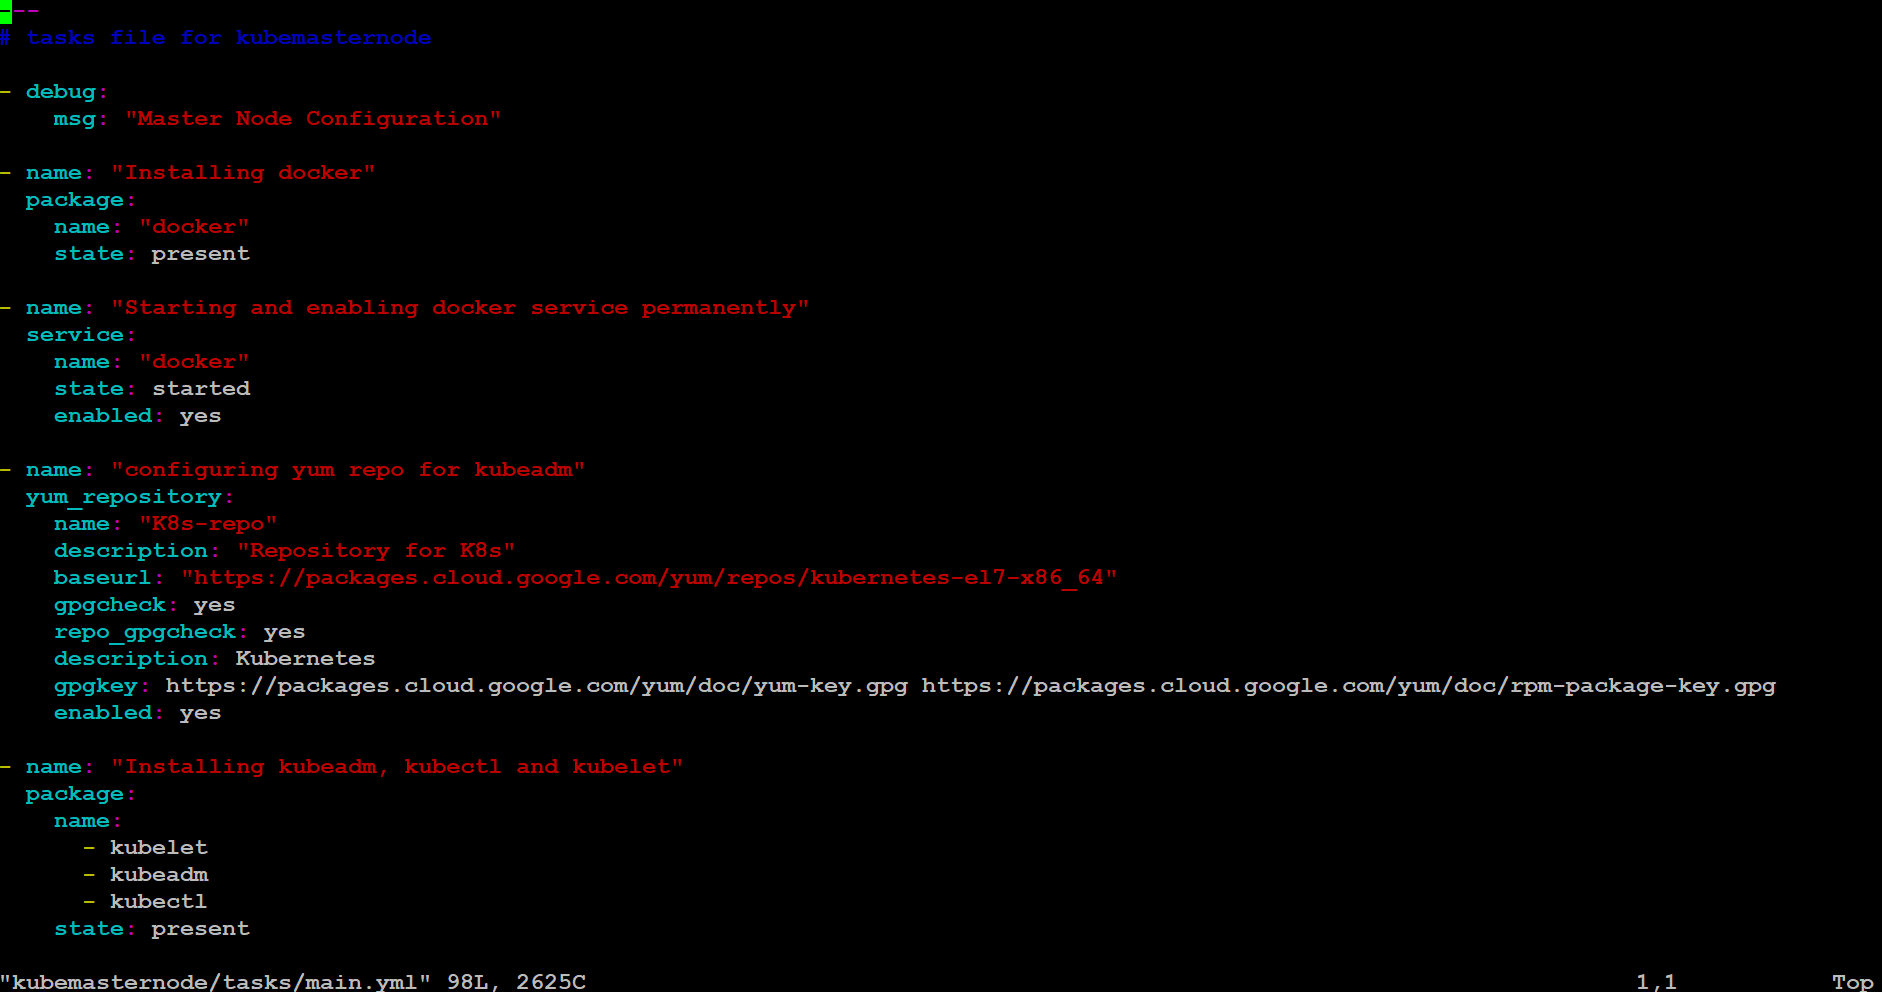 ---
# tasks file for kubemasternode
- debug:
    msg: "Master Node Configuration"
- name: "Installing docker"
  package:
    name: "docker"
    state: present
- name: "Starting and enabling docker service permanently"
  service:
    name: "docker"
    state: started
    enabled: yes
- name: "configuring yum repo for kubeadm"
  yum_repository:
    name: "K8s-repo"
    description: "Repository for K8s"
    baseurl: "https://packages.cloud.google.com/yum/repos/kubernetes-el7-x86_64"
    gpgcheck: yes
    repo_gpgcheck: yes
    description: Kubernetes
    gpgkey: https://packages.cloud.google.com/yum/doc/yum-key.gpg https://packages.cloud.google.com/yum/doc/rpm-package-key.gpg
    enabled: yes
- name: "Installing kubeadm, kubectl and kubelet"
  package:
    name:
      - kubelet
      - kubeadm
      - kubectl
    state: present
"kubemasternode/tasks/main.yml" 98L, 2625C 1,1 Top